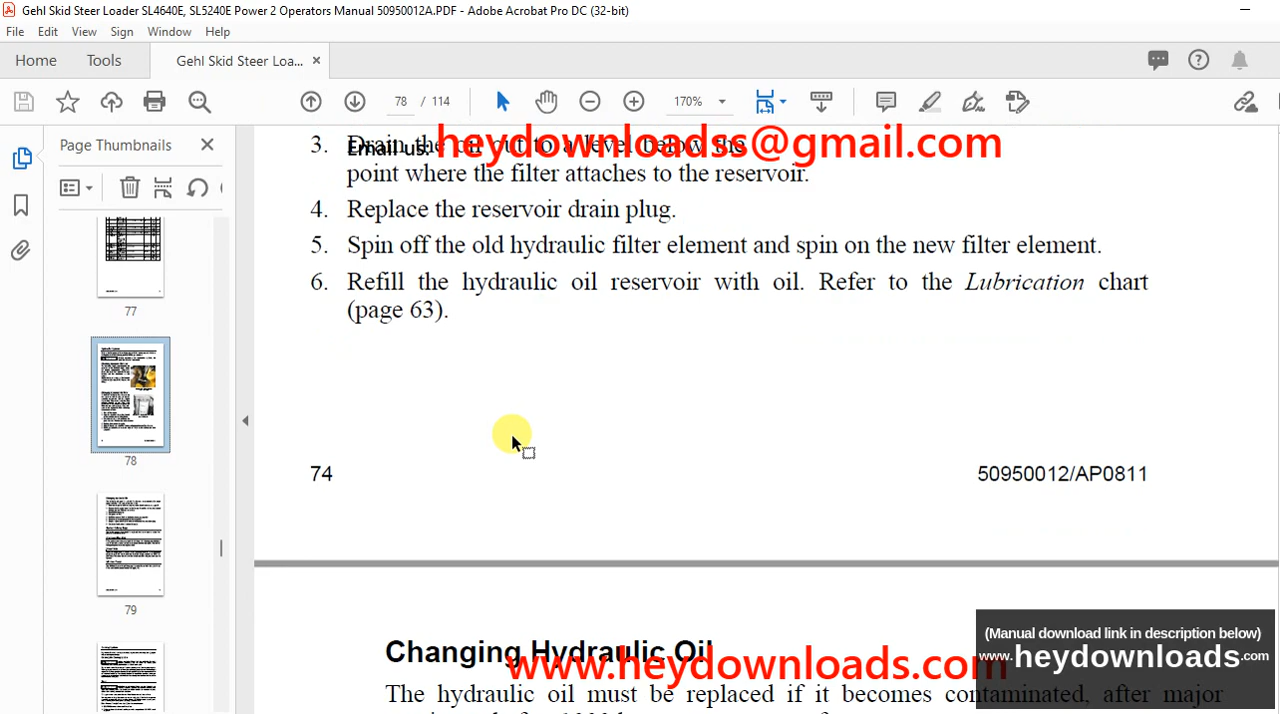 Gehl Skid Steer Loader SL4640E, SL5240E Power 2 Operators Manual 50950012A.PDF - Adobe Acrobat Pro DC (32-bit)
File Edit View Sign Window Help
Home Tools Gehl Skid Steer Loa... ×
78 / 114 170%
Page Thumbnails
77
78
79
Email us: heydownloadss@gmail.com
3. Drain the oil out to a level below the
point where the filter attaches to the reservoir.
4. Replace the reservoir drain plug.
5. Spin off the old hydraulic filter element and spin on the new filter element.
6. Refill the hydraulic oil reservoir with oil. Refer to the Lubrication chart
(page 63).
74 50950012/AP0811
Changing Hydraulic Oil
www.heydownloads.com
The hydraulic oil must be replaced if it becomes contaminated, after major
(Manual download link in description below)
www.heydownloads.com